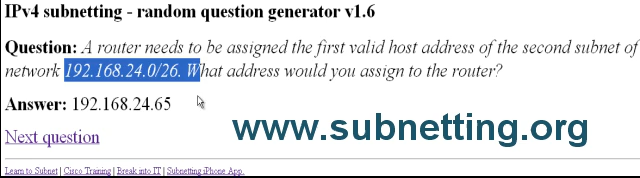 IPv4 subnetting - random question generator v1.6
Question: A router needs to be assigned the first valid host address of the second subnet of
network 192.168.24.0/26. What address would you assign to the router?
Answer: 192.168.24.65
www.subnetting.org
Next question
Learn to Subnet | Cisco Training | Break into IT | Subnetting iPhone App.